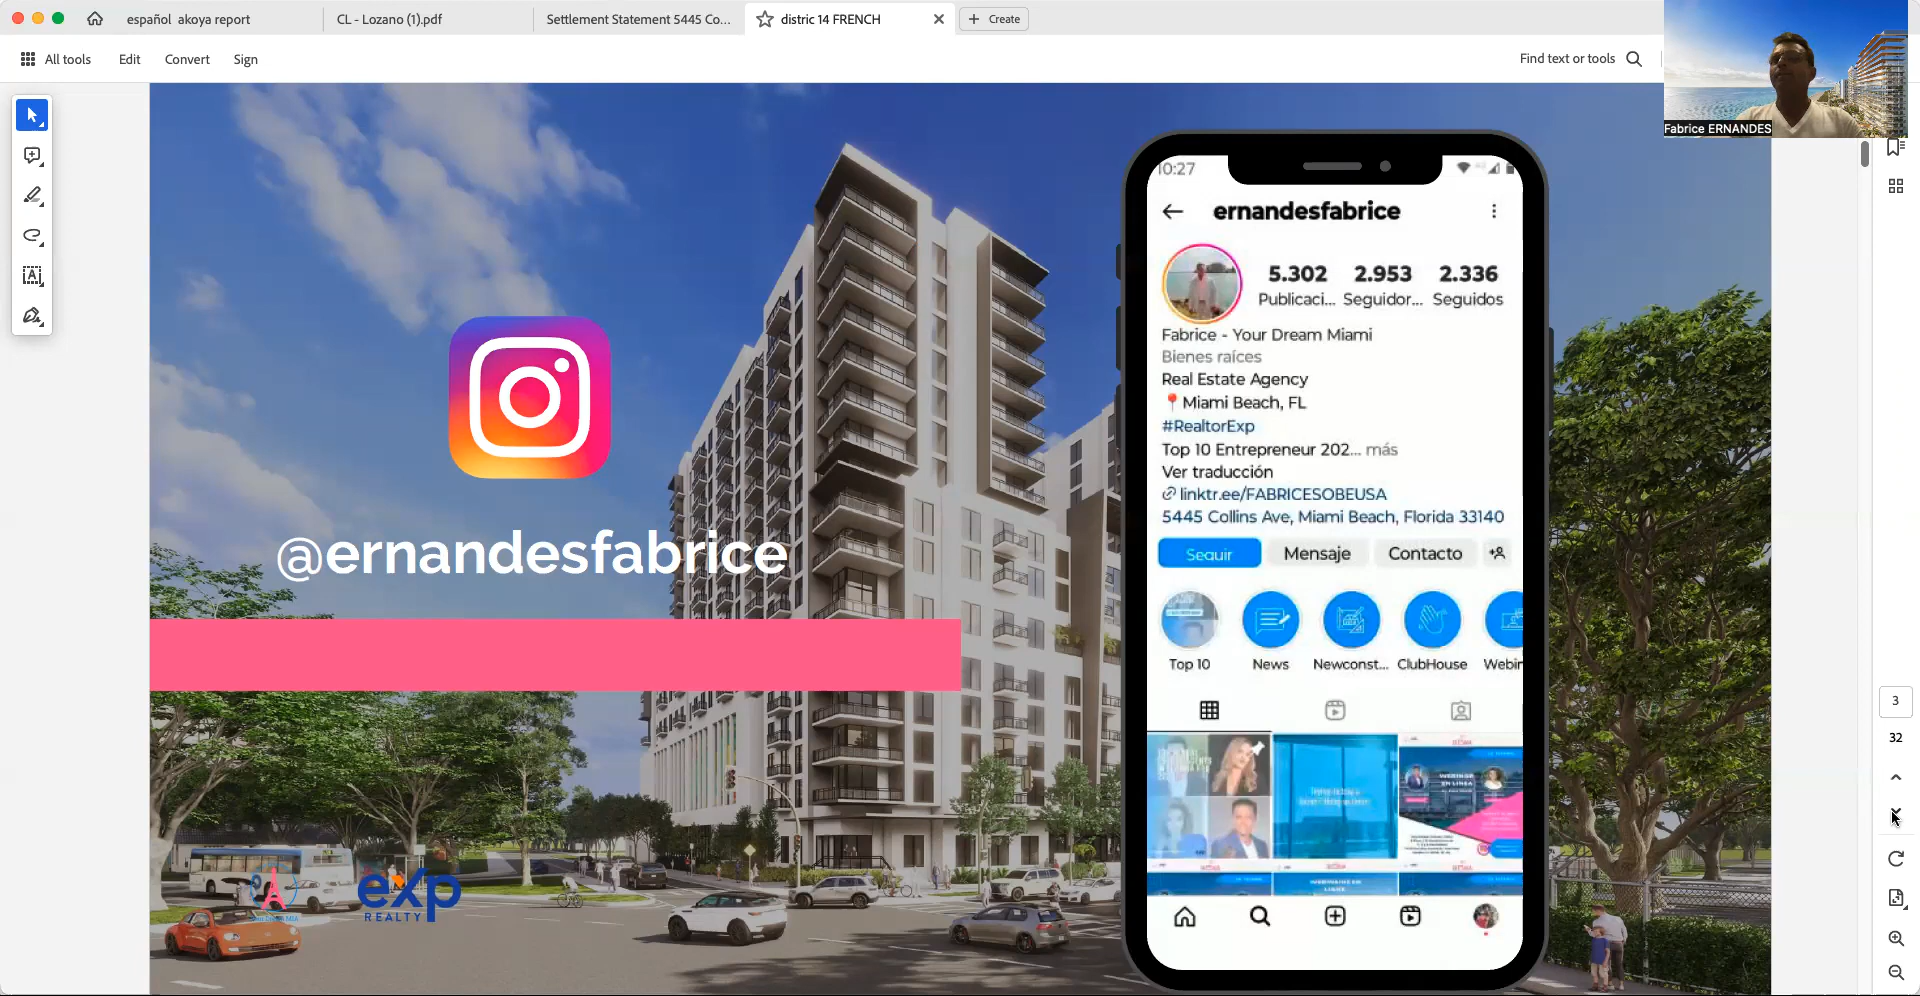 español akoya report
CL - Lozano (1).pdf
Settlement Statement 5445 Co...
distric 14 FRENCH
Create
All tools
Edit
Convert
Sign
Find text or tools
Fabrice ERNANDES
@ernandesfabrice
exp
REALTY
10:27
ernandesfabrice
5.302 2.953 2.336
Publicaci... Seguidor... Seguidos
Fabrice - Your Dream Miami
Bienes raíces
Real Estate Agency
📍Miami Beach, FL
#RealtorExp
Top 10 Entrepreneur 202... más
Ver traducción
linktr.ee/FABRICESOBEUSA
5445 Collins Ave, Miami Beach, Florida 33140
Seguir Mensaje Contacto
Top 10 News Newconst... ClubHouse Webin
3
32